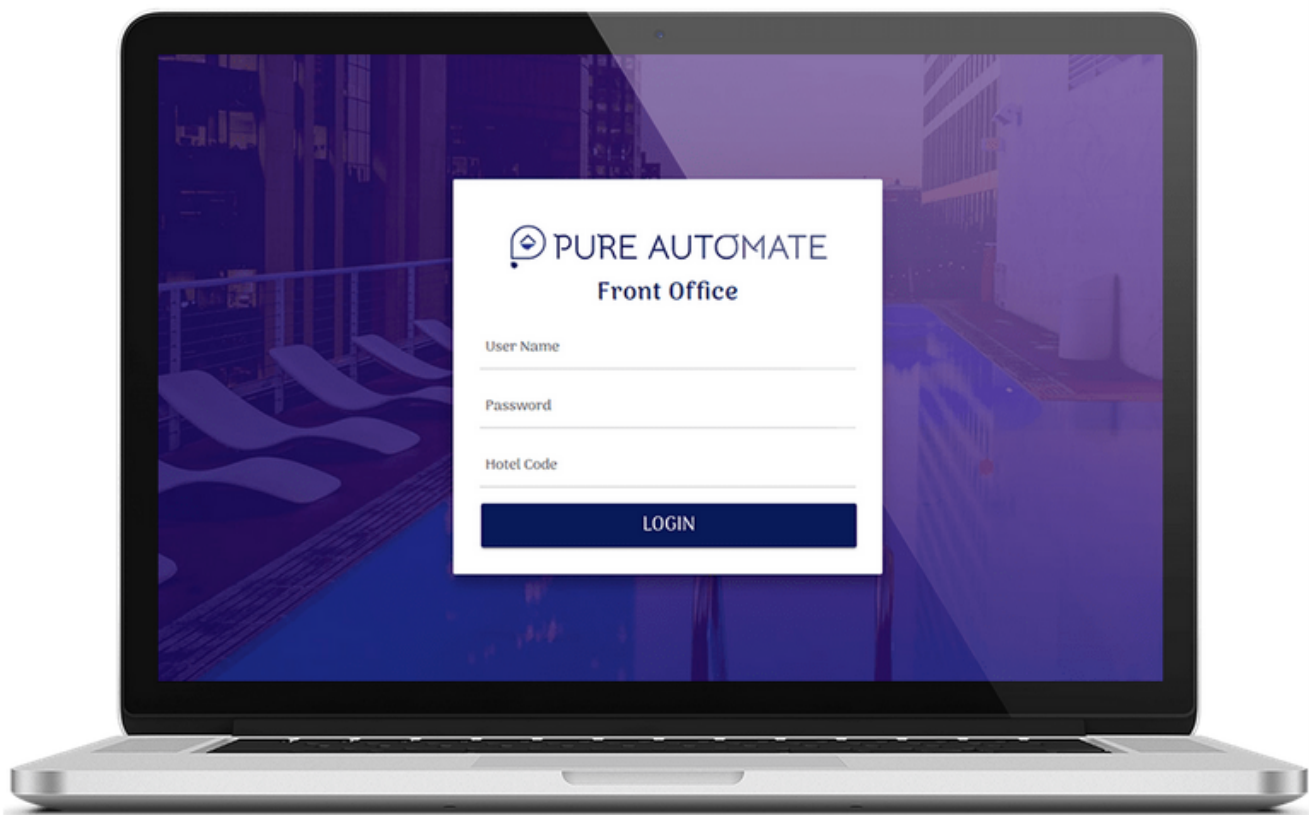 PURE AUTOMATE
Front Office
User Name
Password
Hotel Code
LOGIN